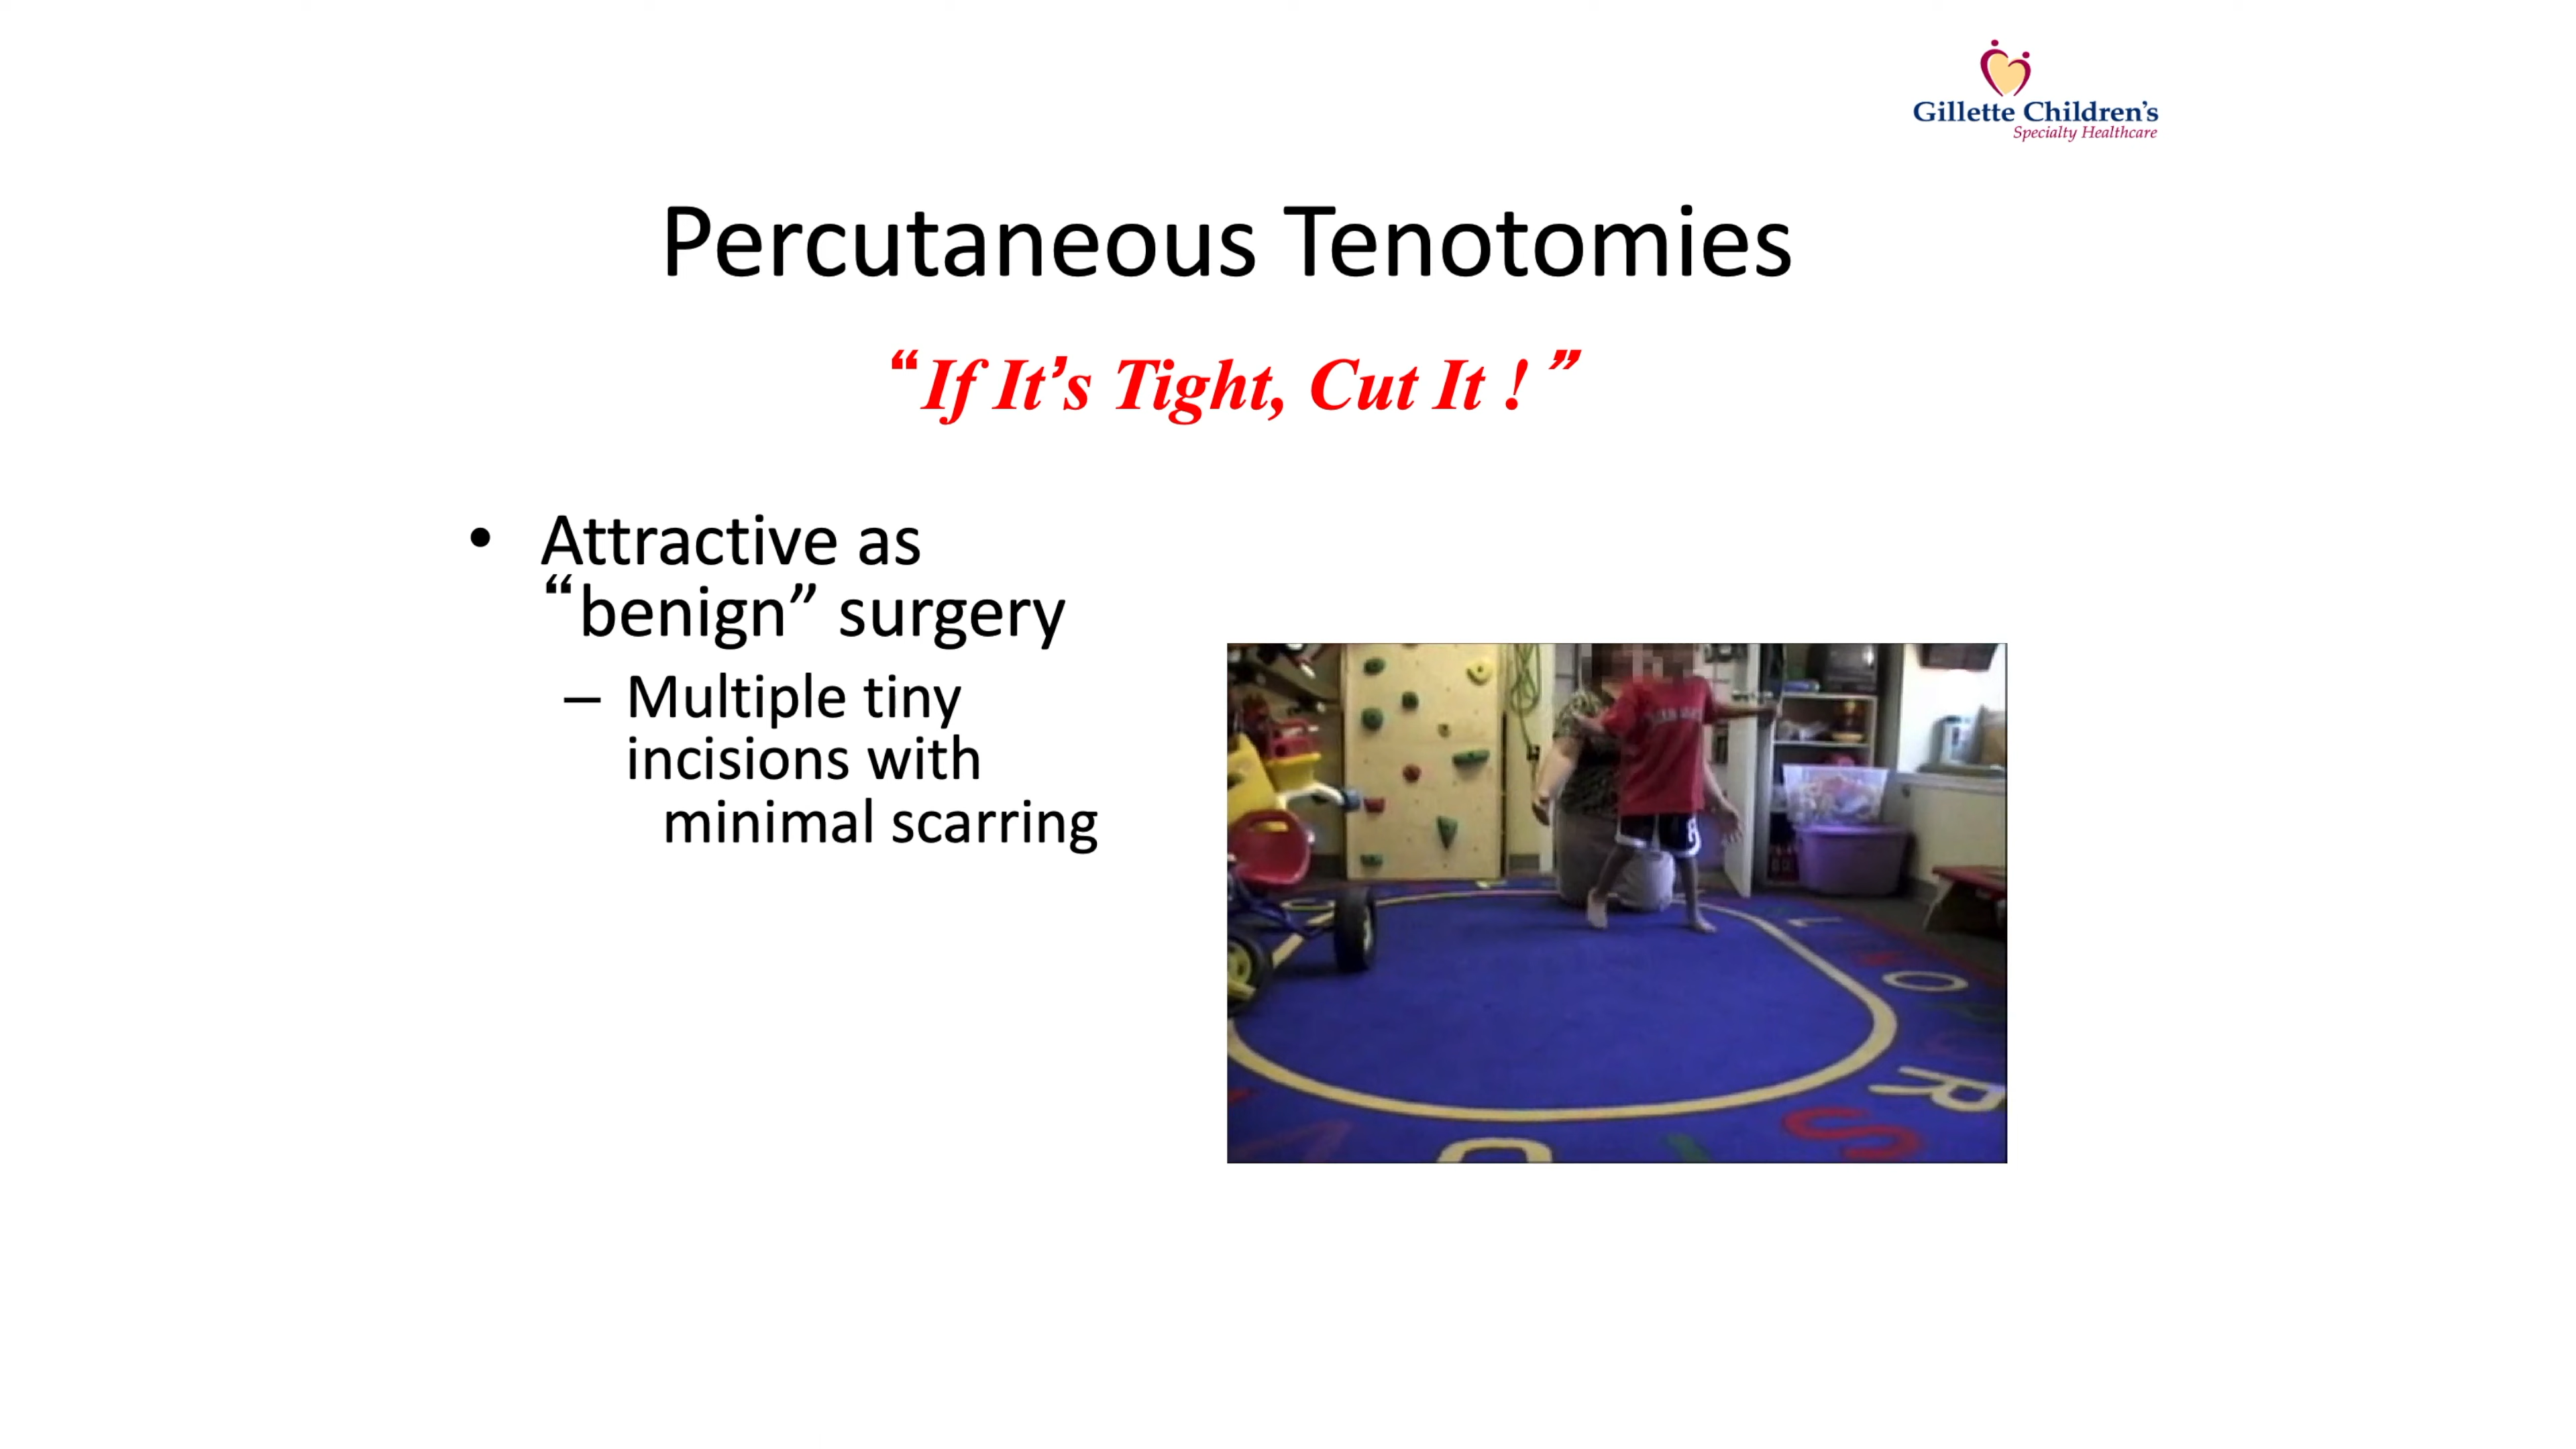 Gillette Children’s
Specialty Healthcare
Percutaneous Tenotomies
“If It’s Tight, Cut It ! ”
• Attractive as
“benign” surgery
– Multiple tiny
incisions with
minimal scarring
L
O
R
S